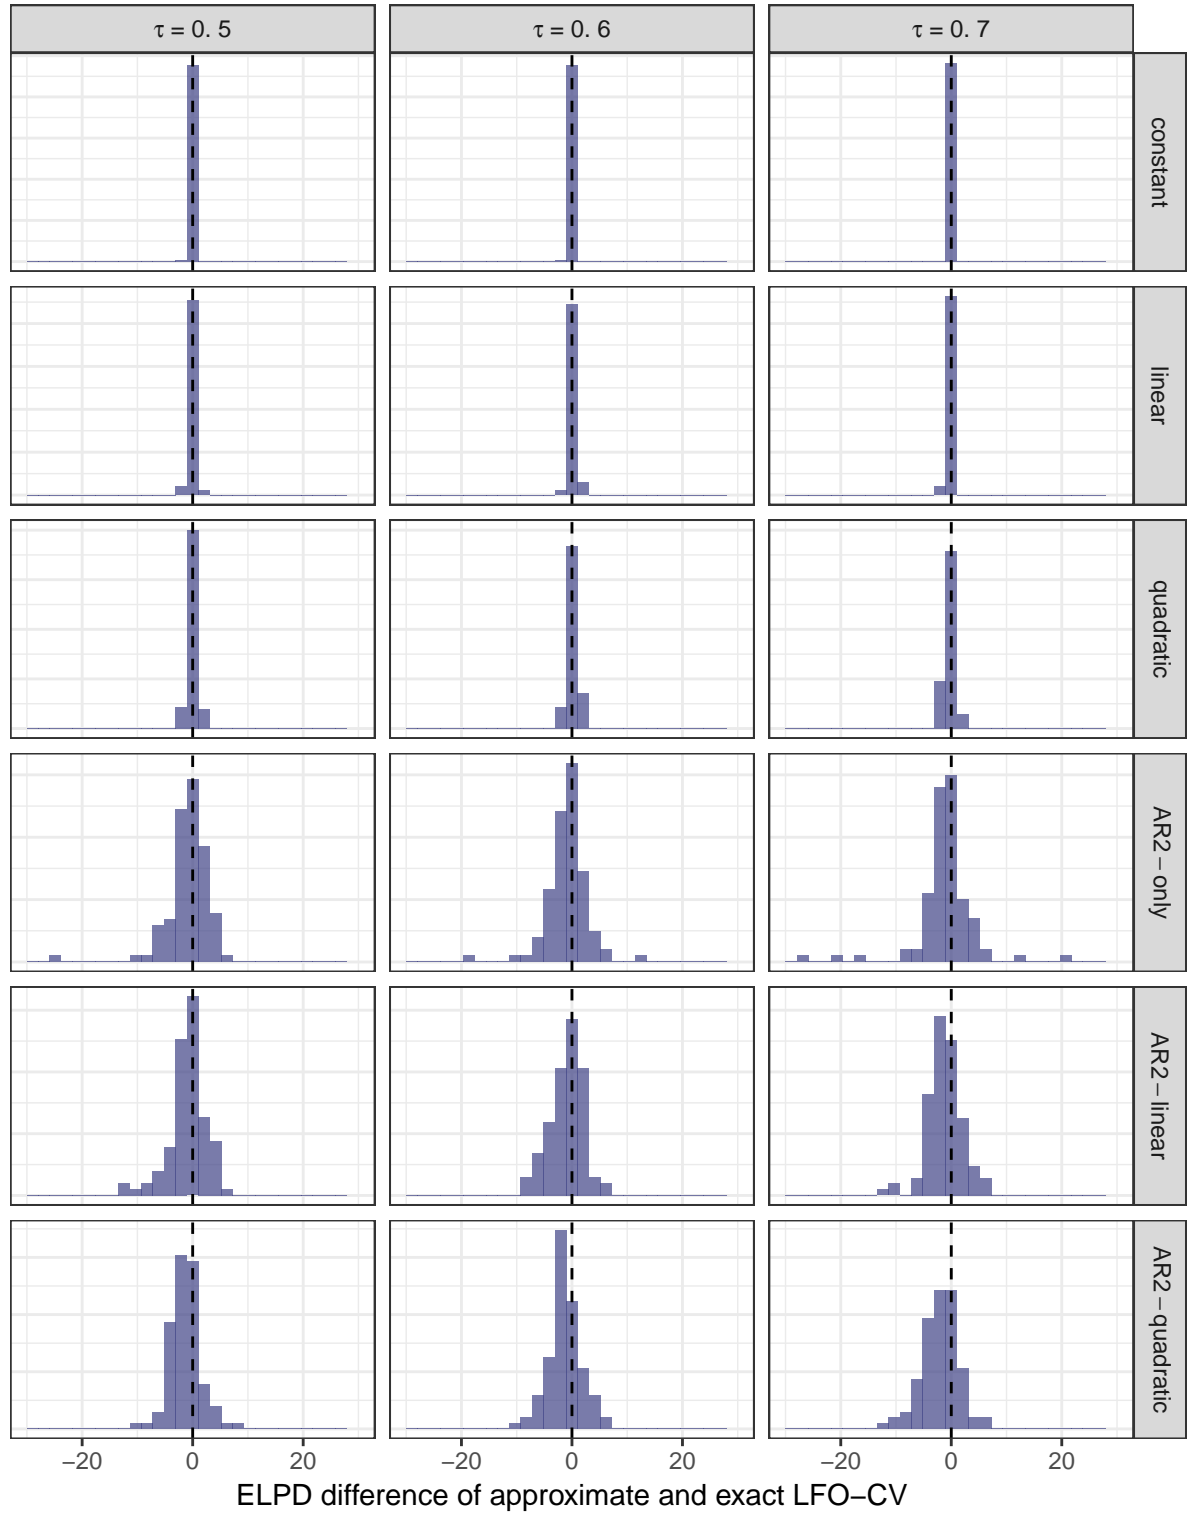 τ = 0. 5
τ = 0. 6
τ = 0. 7
constant
linear
quadratic
AR2−only
AR2−linear
AR2−quadratic
−20 0 20
−20 0 20
−20 0 20
ELPD difference of approximate and exact LFO−CV